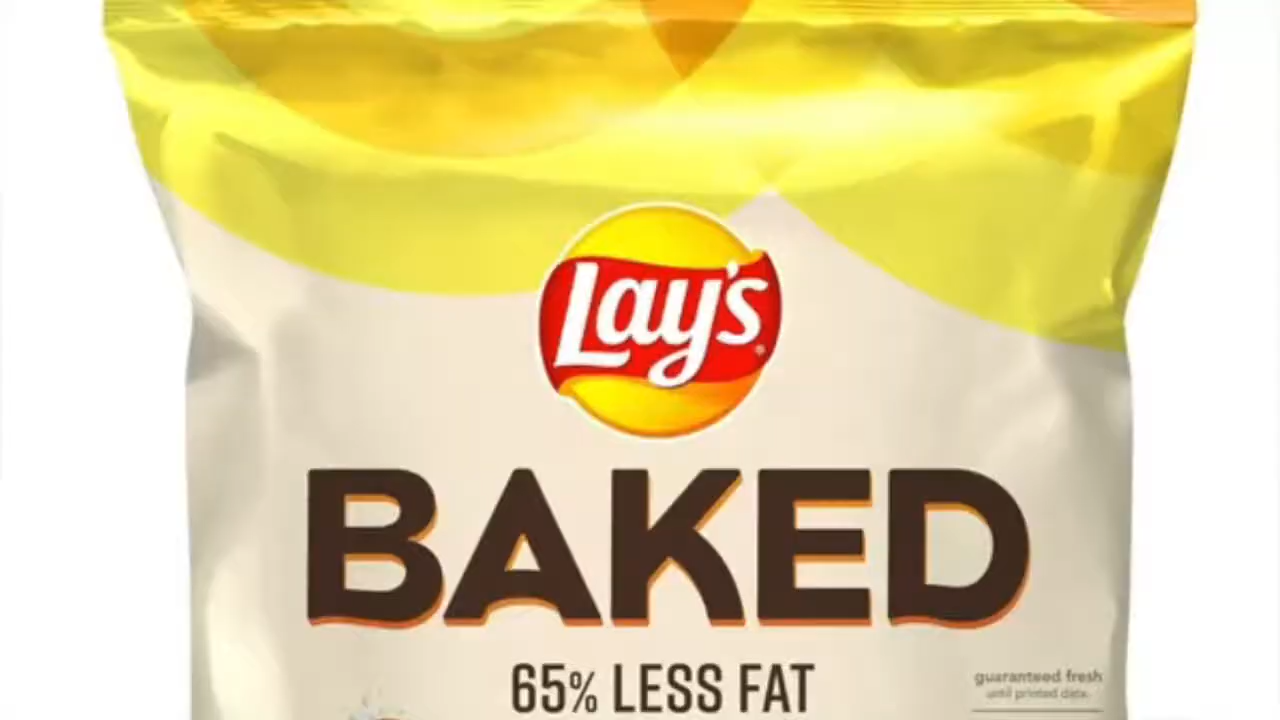 Lay's
BAKED
65% LESS FAT
guaranteed fresh
until printed date.